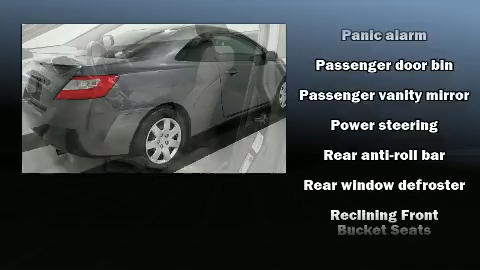 Panic alarm
Passenger door bin
Passenger vanity mirror
Power steering
Rear anti-roll bar
Rear window defroster
Reclining Front
Bucket Seats